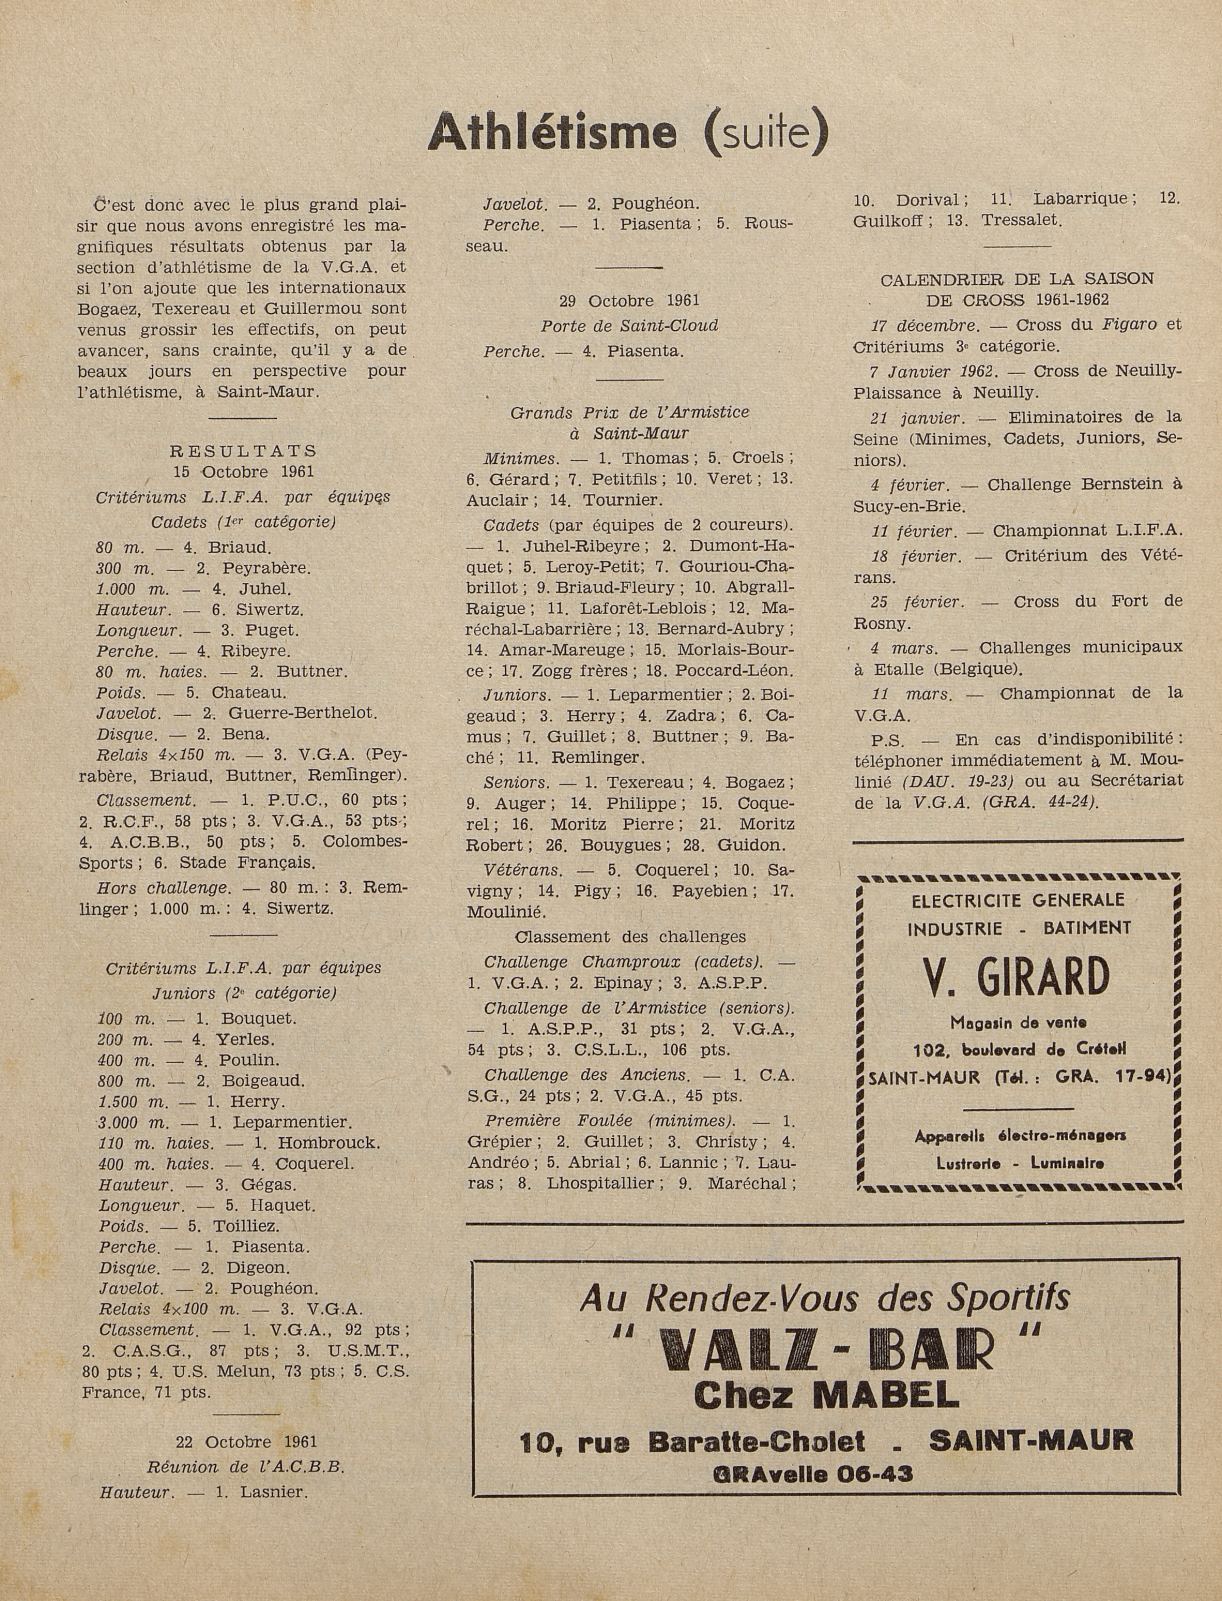 Athlétisme (suite)
C'est donc avec le plus grand plai-
sir que nous avons enregistré les ma-
gnifiques résultats obtenus par la
section d'athlétisme de la V.G.A. et
si l'on ajoute que les internationaux
Bogaez, Texereau et Guillermou sont
venus grossir les effectifs, on peut
avancer, sans crainte, qu'il y a de
beaux jours en perspective pour
l'athlétisme, à Saint-Maur.
RESULTATS
15 Octobre 1961
Critériums L.I.F.A. par équipes
Cadets (1er catégorie)
80 m. — 4. Briaud.
300 m. — 2. Peyrabère.
1.000 m. — 4. Juhel.
Hauteur. — 6. Siwertz.
Longueur. — 3. Puget.
Perche. — 4. Ribeyre.
80 m. haies. — 2. Buttner.
Poids. — 5. Chateau.
Javelot. — 2. Guerre-Berthelot.
Disque. — 2. Bena.
Relais 4×150 m. — 3. V.G.A. (Pey-
rabère, Briaud, Buttner, Remlinger).
Classement. — 1. P.U.C., 60 pts ;
2. R.C.F., 58 pts ; 3. V.G.A., 53 pts ;
4. A.C.B.B., 50 pts ; 5. Colombes-
Sports ; 6. Stade Français.
Hors challenge. — 80 m. : 3. Rem-
linger ; 1.000 m. : 4. Siwertz.
Critériums L.I.F.A. par équipes
Juniors (2e catégorie)
100 m. — 1. Bouquet.
200 m. — 4. Yerles.
400 m. — 4. Poulin.
800 m. — 2. Boigeaud.
1.500 m. — 1. Herry.
3.000 m. — 1. Leparmentier.
110 m. haies. — 1. Hombrouck.
400 m. haies. — 4. Coquerel.
Hauteur. — 3. Gégas.
Longueur. — 5. Haquet.
Poids. — 5. Toilliez.
Perche. — 1. Piasenta.
Disque. — 2. Digeon.
Javelot. — 2. Poughéon.
Relais 4×100 m. — 3. V.G.A.
Classement. — 1. V.G.A., 92 pts ;
2. C.A.S.G., 87 pts ; 3. U.S.M.T.,
80 pts ; 4. U.S. Melun, 73 pts ; 5. C.S.
France, 71 pts.
22 Octobre 1961
Réunion de l'A.C.B.B.
Hauteur. — 1. Lasnier.
Javelot. — 2. Poughéon.
Perche. — 1. Piasenta ; 5. Rous-
seau.
29 Octobre 1961
Porte de Saint-Cloud
Perche. — 4. Piasenta.
Grands Prix de l'Armistice
à Saint-Maur
Minimes. — 1. Thomas ; 5. Croels ;
6. Gérard ; 7. Petitfils ; 10. Veret ; 13.
Auclair ; 14. Tournier.
Cadets (par équipes de 2 coureurs).
— 1. Juhel-Ribeyre ; 2. Dumont-Ha-
quet ; 5. Leroy-Petit; 7. Gouriou-Cha-
brillot ; 9. Briaud-Fleury ; 10. Abgrall-
Raigue ; 11. Laforêt-Leblois ; 12. Ma-
réchal-Labarrière ; 13. Bernard-Aubry ;
14. Amar-Mareuge ; 15. Morlais-Bour-
ce ; 17. Zogg frères ; 18. Poccard-Léon.
Juniors. — 1. Leparmentier ; 2. Boi-
geaud ; 3. Herry ; 4. Zadra ; 6. Ca-
mus ; 7. Guillet ; 8. Buttner ; 9. Ba-
ché ; 11. Remlinger.
Seniors. — 1. Texereau ; 4. Bogaez ;
9. Auger ; 14. Philippe ; 15. Coque-
rel ; 16. Moritz Pierre ; 21. Moritz
Robert ; 26. Bouygues ; 28. Guidon.
Vétérans. — 5. Coquerel ; 10. Sa-
vigny ; 14. Pigy ; 16. Payebien ; 17.
Moulinié.
Classement des challenges
Challenge Champroux (cadets). —
1. V.G.A. ; 2. Epinay ; 3. A.S.P.P.
Challenge de l'Armistice (seniors).
— 1. A.S.P.P., 31 pts ; 2. V.G.A.,
54 pts ; 3. C.S.L.L., 106 pts.
Challenge des Anciens. — 1. C.A.
S.G., 24 pts ; 2. V.G.A., 45 pts.
Première Foulée (minimes). — 1.
Grépier ; 2. Guillet ; 3. Christy ; 4.
Andréo ; 5. Abrial ; 6. Lannic ; 7. Lau-
ras ; 8. Lhospitallier ; 9. Maréchal ;
10. Dorival ; 11. Labarrique ; 12.
Guilkoff ; 13. Tressalet.
CALENDRIER DE LA SAISON
DE CROSS 1961-1962
17 décembre. — Cross du Figaro et
Critériums 3e catégorie.
7 Janvier 1962. — Cross de Neuilly-
Plaissance à Neuilly.
21 janvier. — Eliminatoires de la
Seine (Minimes, Cadets, Juniors, Se-
niors).
4 février. — Challenge Bernstein à
Sucy-en-Brie.
11 février. — Championnat L.I.F.A.
18 février. — Critérium des Vété-
rans.
25 février. — Cross du Fort de
Rosny.
4 mars. — Challenges municipaux
à Etalle (Belgique).
11 mars. — Championnat de la
V.G.A.
P.S. — En cas d'indisponibilité :
téléphoner immédiatement à M. Mou-
linié (DAU. 19-23) ou au Secrétariat
de la V.G.A. (GRA. 44-24).
ELECTRICITE GENERALE
INDUSTRIE - BATIMENT
V. GIRARD
Magasin de vente
102, boulevard de Créteil
SAINT-MAUR (Tél. : GRA. 17-94)
Appareils électro-ménagers
Lustrerie - Luminaire
Au Rendez-Vous des Sportifs
" VALZ - BAR "
Chez MABEL
10, rue Baratte-Cholet - SAINT-MAUR
GRAvelle 06-43